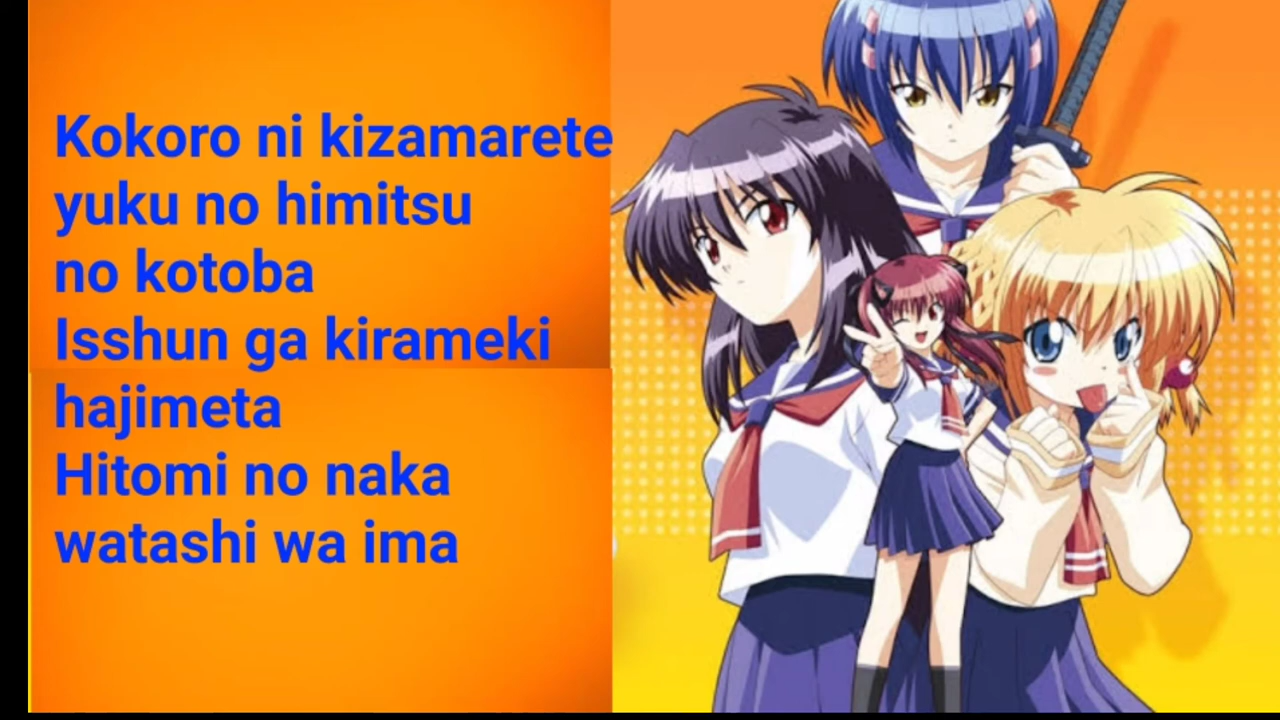 Kokoro ni kizamarete
yuku no himitsu
no kotoba
Isshun ga kirameki
hajimeta
Hitomi no naka
watashi wa ima